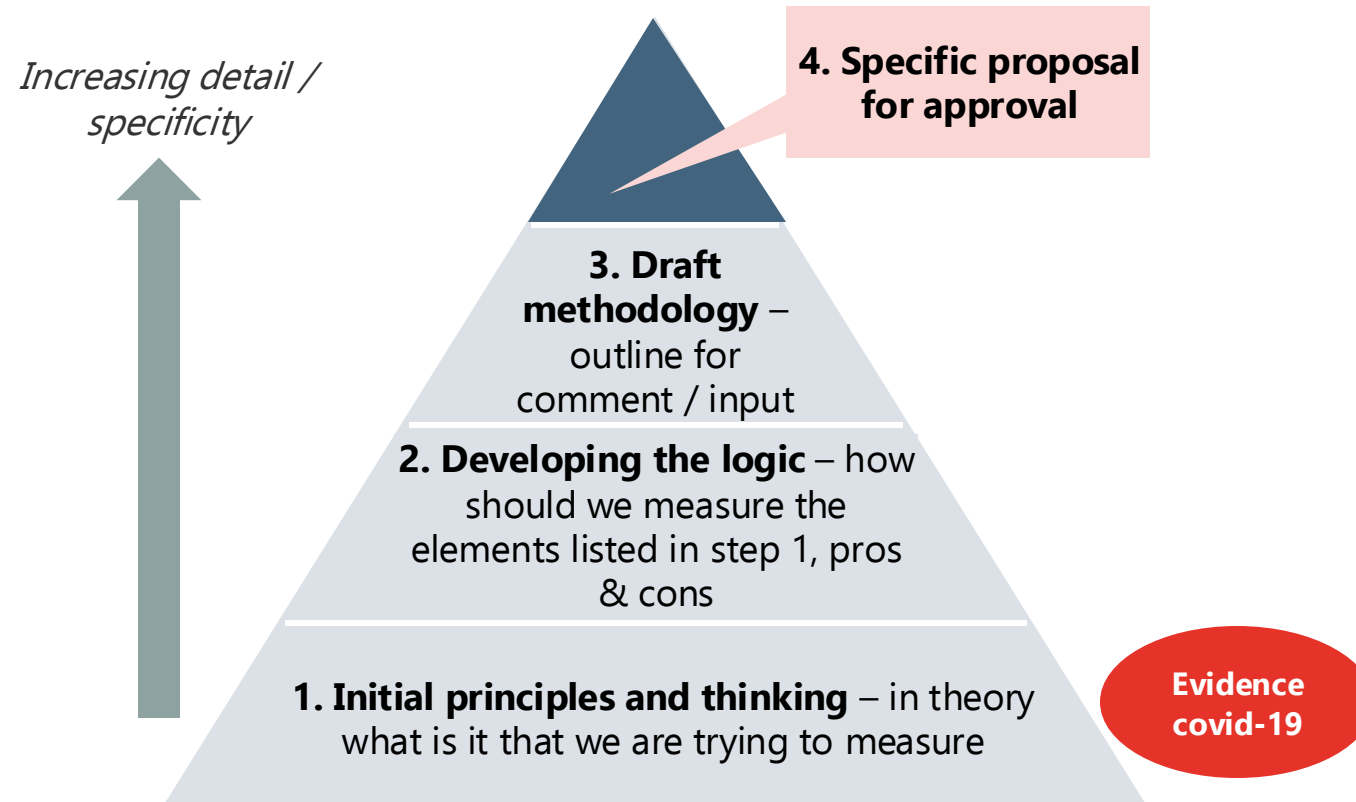 Increasing detail /
specificity
4. Specific proposal
for approval
3. Draft
methodology –
outline for
comment / input
2. Developing the logic – how
should we measure the
elements listed in step 1, pros
& cons
1. Initial principles and thinking – in theory
what is it that we are trying to measure
Evidence
covid-19